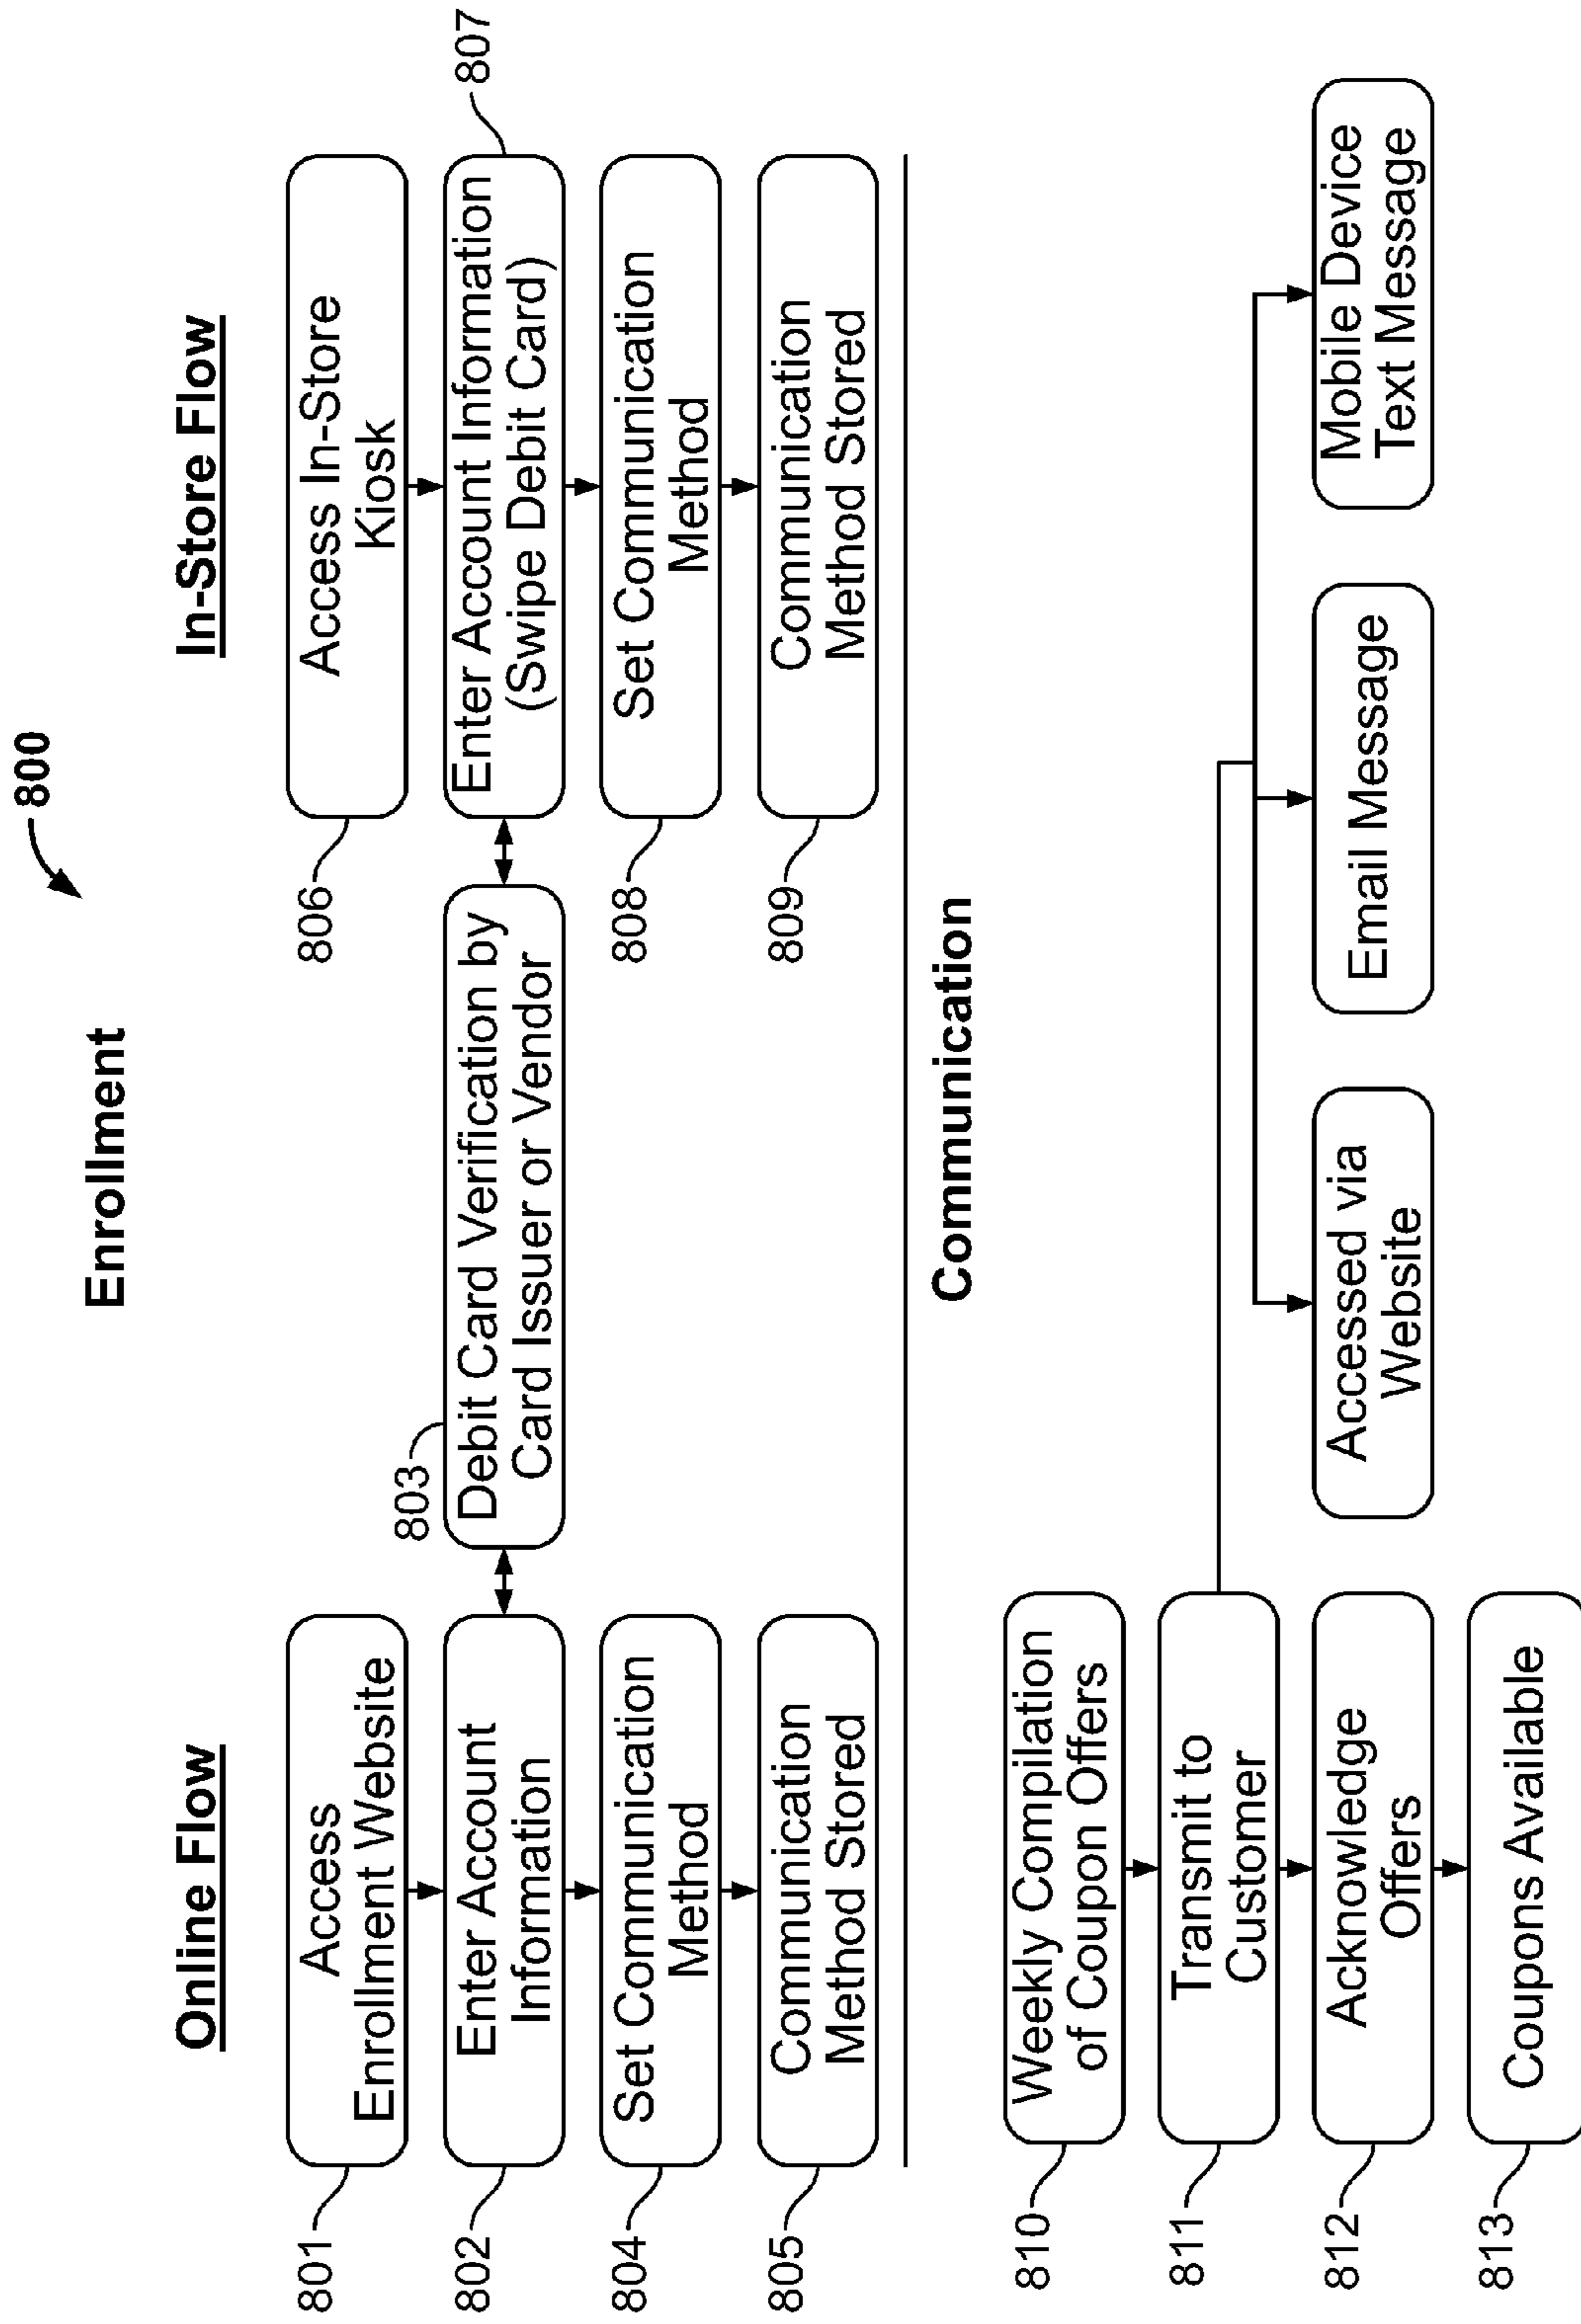 800
Enrollment
Online Flow
In-Store Flow
801
Access
Enrollment Website
806
Access In-Store
Kiosk
802
Enter Account
Information
803
Debit Card Verification by
Card Issuer or Vendor
Enter Account Information
(Swipe Debit Card)
807
804
Set Communication
Method
808
Set Communication
Method
805
Communication
Method Stored
809
Communication
Method Stored
Communication
810
Weekly Compilation
of Coupon Offers
811
Transmit to
Customer
812
Acknowledge
Offers
Accessed via
Website
Email Message
Mobile Device
Text Message
813
Coupons Available